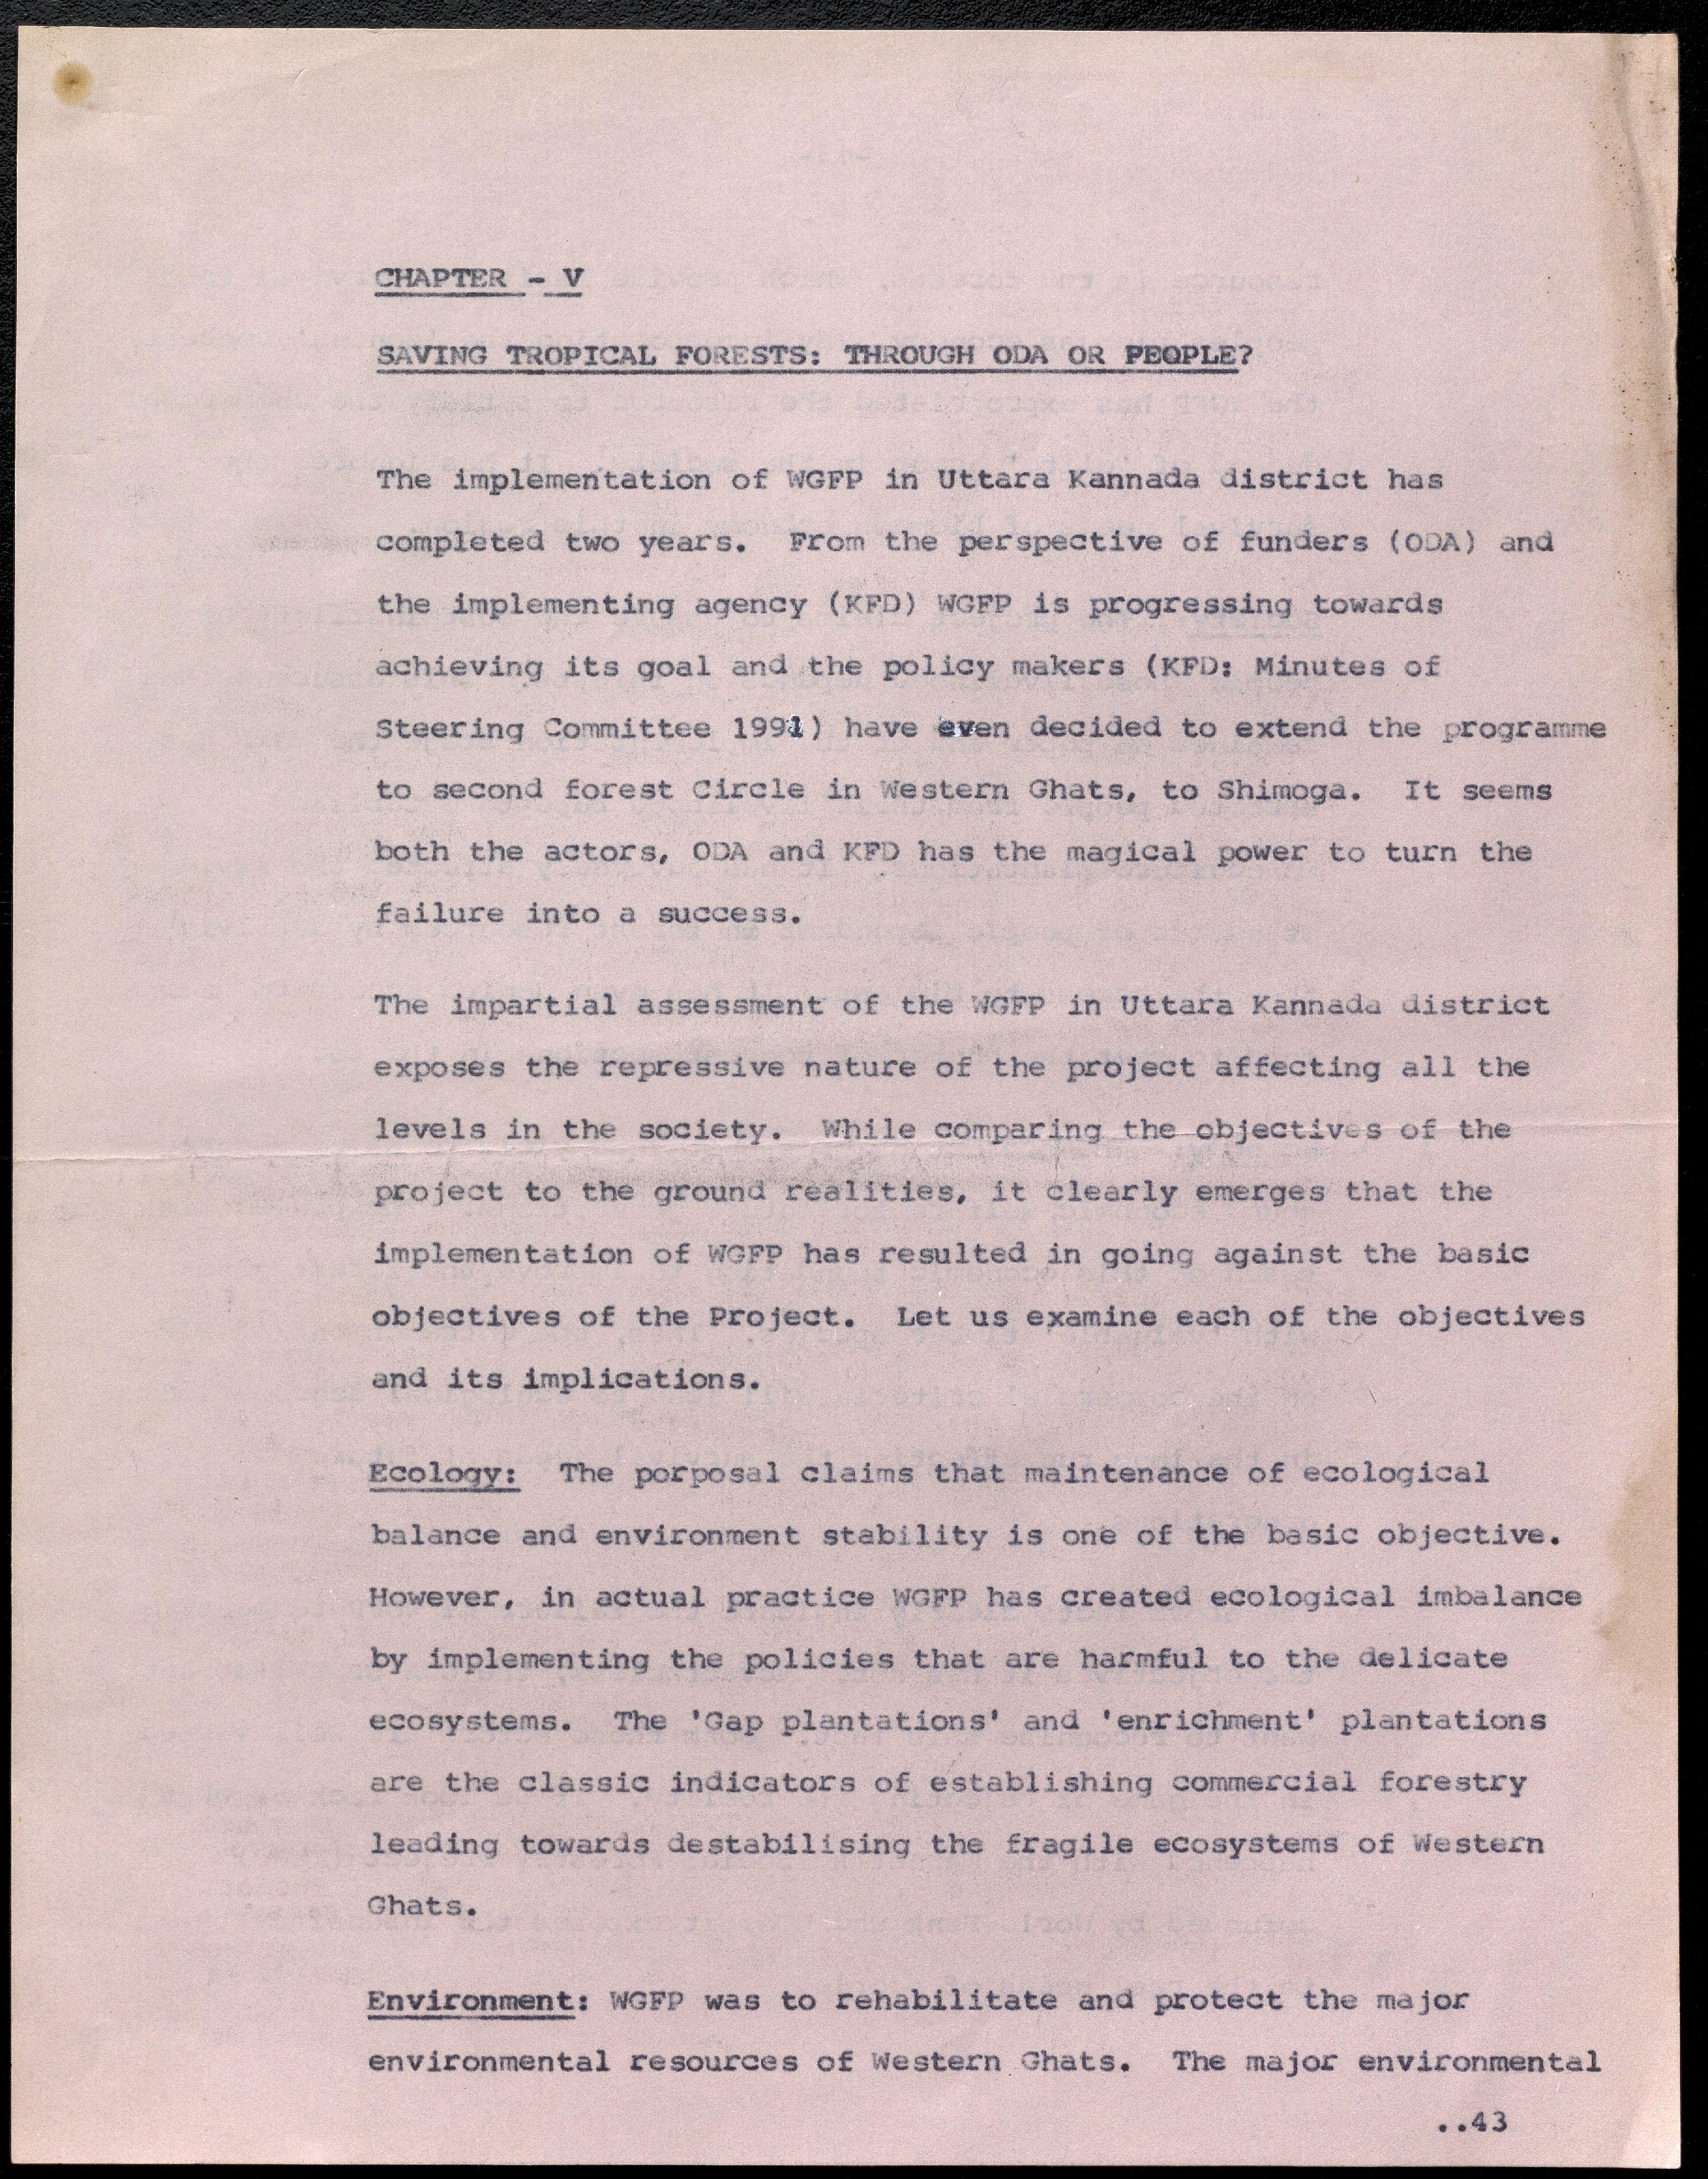 CHAPTER - V
SAVING TROPICAL FORESTS: THROUGH ODA OR PEOPLE?
The implementation of WGFP in Uttara Kannada district has
completed two years. From the perspective of funders (ODA) and
the implementing agency (KFD) WGFP is progressing towards
achieving its goal and the policy makers (KFD: Minutes of
Steering Committee 1991) have even decided to extend the programme
to second forest Circle in Western Ghats, to Shimoga. It seems
both the actors, ODA and KFD has the magical power to turn the
failure into a success.
The impartial assessment of the WGFP in Uttara Kannada district
exposes the repressive nature of the project affecting all the
levels in the society. While comparing the objectives of the
project to the ground realities, it clearly emerges that the
implementation of WGFP has resulted in going against the basic
objectives of the Project. Let us examine each of the objectives
and its implications.
Ecology: The porposal claims that maintenance of ecological
balance and environment stability is one of the basic objective.
However, in actual practice WGFP has created ecological imbalance
by implementing the policies that are harmful to the delicate
ecosystems. The 'Gap plantations' and 'enrichment' plantations
are the classic indicators of establishing commercial forestry
leading towards destabilising the fragile ecosystems of Western
Ghats.
Environment: WGFP was to rehabilitate and protect the major
environmental resources of Western Ghats. The major environmental
..43